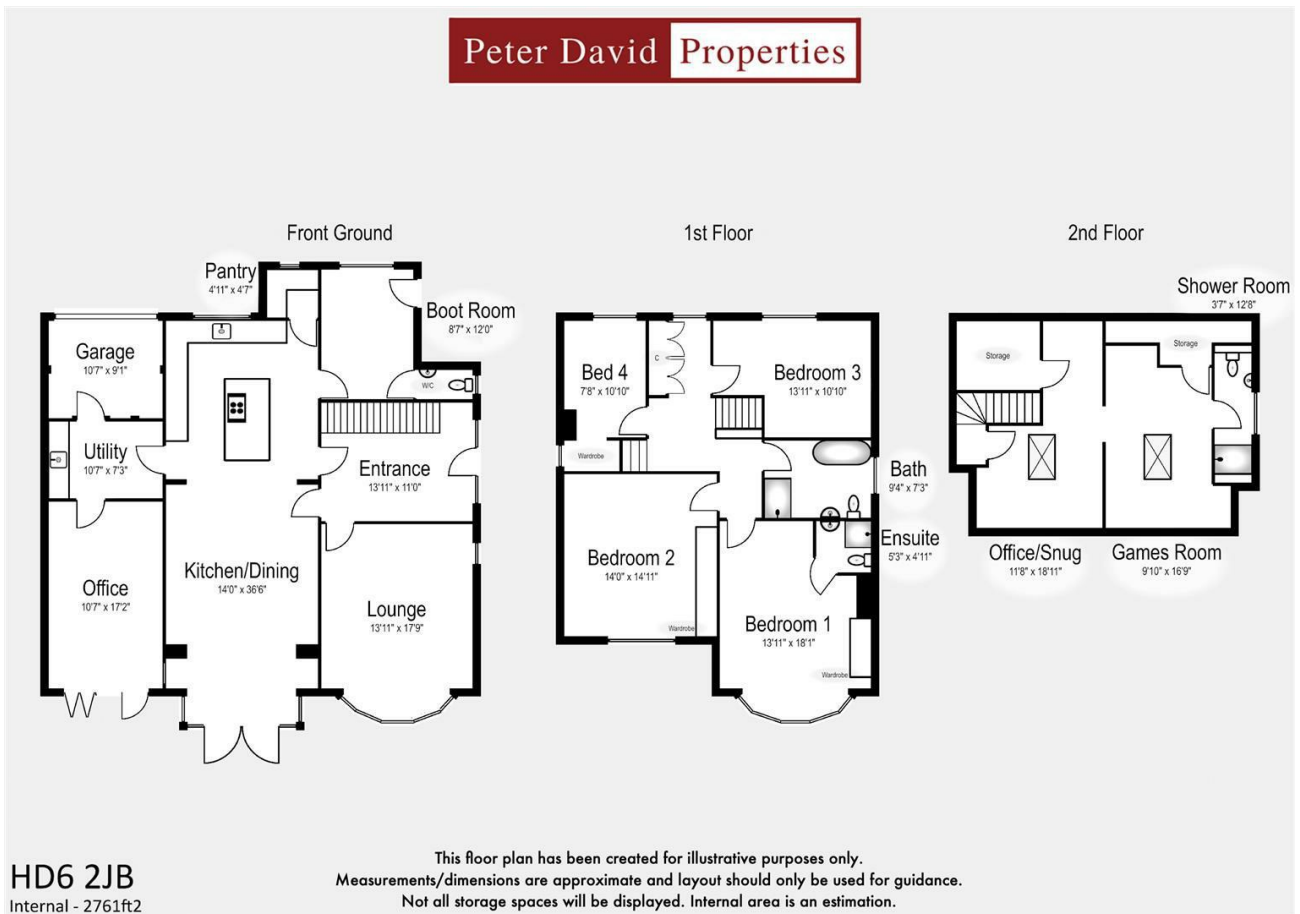 Peter David Properties
Front Ground
1st Floor
2nd Floor
Pantry
4'11" x 4'7"
Boot Room
8'7" x 12'0"
Garage
10'7" x 9'1"
W/C
Utility
10'7" x 7'3"
Entrance
13'11" x 11'0"
Kitchen/Dining
14'0" x 36'6"
Office
10'7" x 17'2"
Lounge
13'11" x 17'9"
Bed 4
7'8" x 10'10"
C
Bedroom 3
13'11" x 10'10"
Wardrobe
Bath
9'4" x 7'3"
Ensuite
5'3" x 4'11"
Bedroom 2
14'0" x 14'11"
Wardrobe
Bedroom 1
13'11" x 18'1"
Wardrobe
Shower Room
3'7" x 12'8"
Storage
Storage
Office/Snug
11'8" x 18'11"
Games Room
9'10" x 16'9"
HD6 2JB
Internal - 2761ft2
This floor plan has been created for illustrative purposes only.
Measurements/dimensions are approximate and layout should only be used for guidance.
Not all storage spaces will be displayed. Internal area is an estimation.